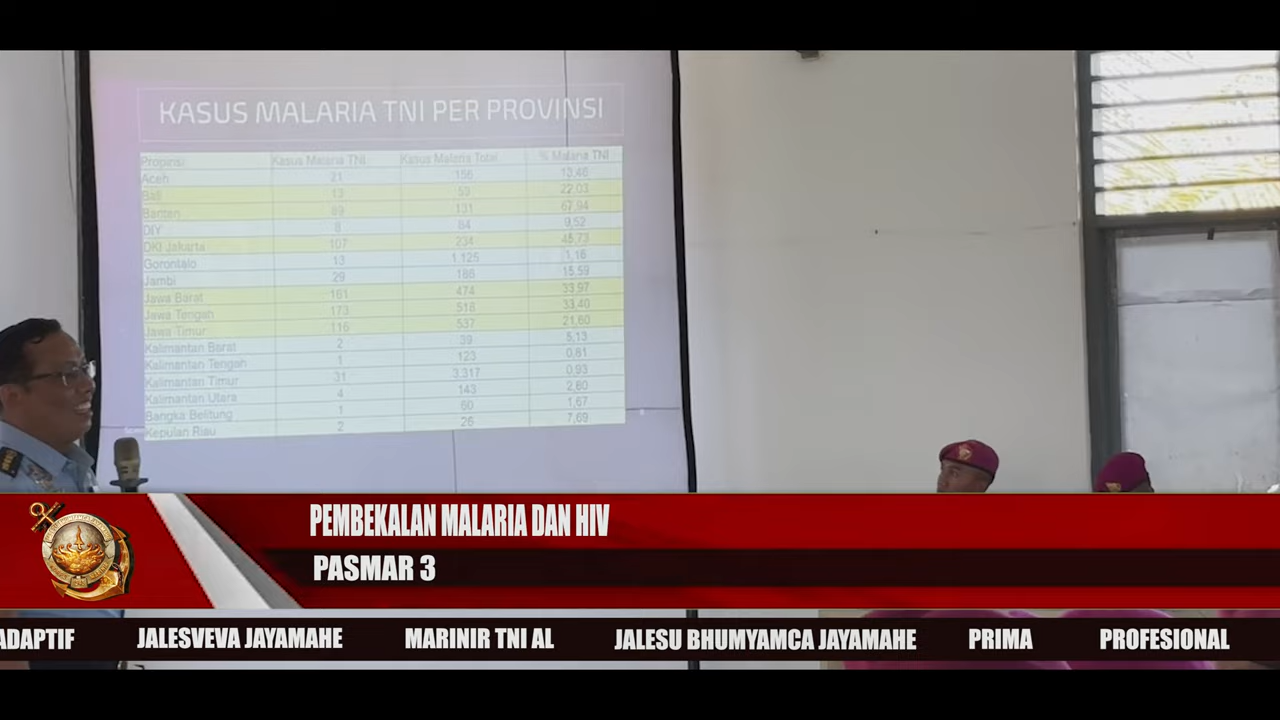 KASUS MALARIA TNI PER PROVINSI
Propinsi Kasus Malaria TNI Kasus Malaria Total % Malaria TNI
Aceh 21 156 13,46
Bali 13 59 22,03
Banten 89 131 67,94
DIY 8 84 9,52
DKI Jakarta 107 234 45,73
Gorontalo 13 1.125 1,16
Jambi 29 186 15,59
Jawa Barat 161 474 33,97
Jawa Tengah 173 518 33,40
Jawa Timur 116 537 21,60
Kalimantan Barat 2 39 5,13
Kalimantan Tengah 1 123 0,81
Kalimantan Timur 31 3.317 0,93
Kalimantan Utara 4 143 2,80
Bangka Belitung 1 60 1,67
Kepulan Riau 2 26 7,69
PEMBEKALAN MALARIA DAN HIV
PASMAR 3
ADAPTIF JALESVEVA JAYAMAHE MARINIR TNI AL JALESU BHUMYAMCA JAYAMAHE PRIMA PROFESIONAL